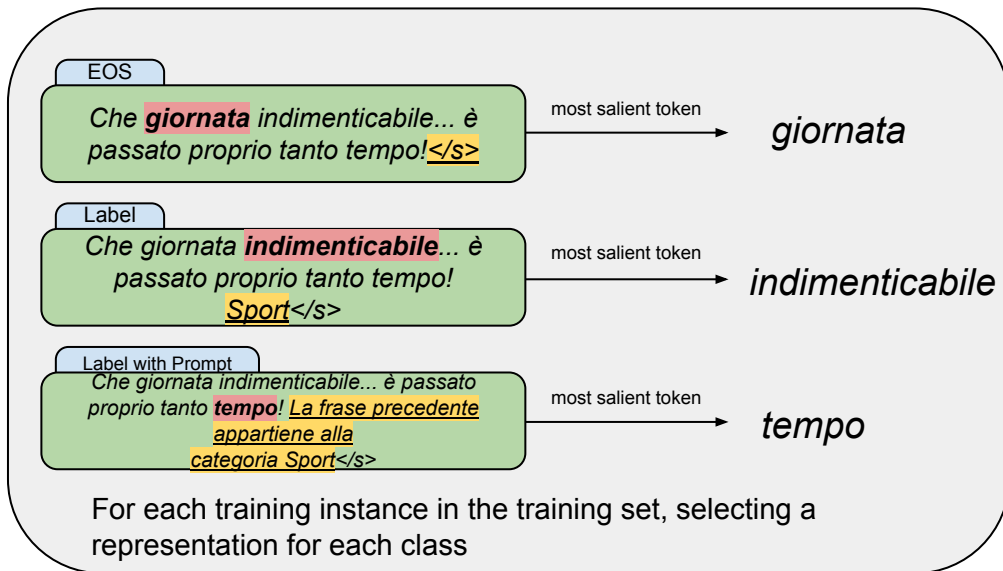 EOS
Che giornata indimenticabile... è
passato proprio tanto tempo!</s>
most salient token
giornata
Label
Che giornata indimenticabile... è
passato proprio tanto tempo!
Sport</s>
most salient token
indimenticabile
Label with Prompt
Che giornata indimenticabile... è passato
proprio tanto tempo! La frase precedente
appartiene alla
categoria Sport</s>
most salient token
tempo
For each training instance in the training set, selecting a
representation for each class